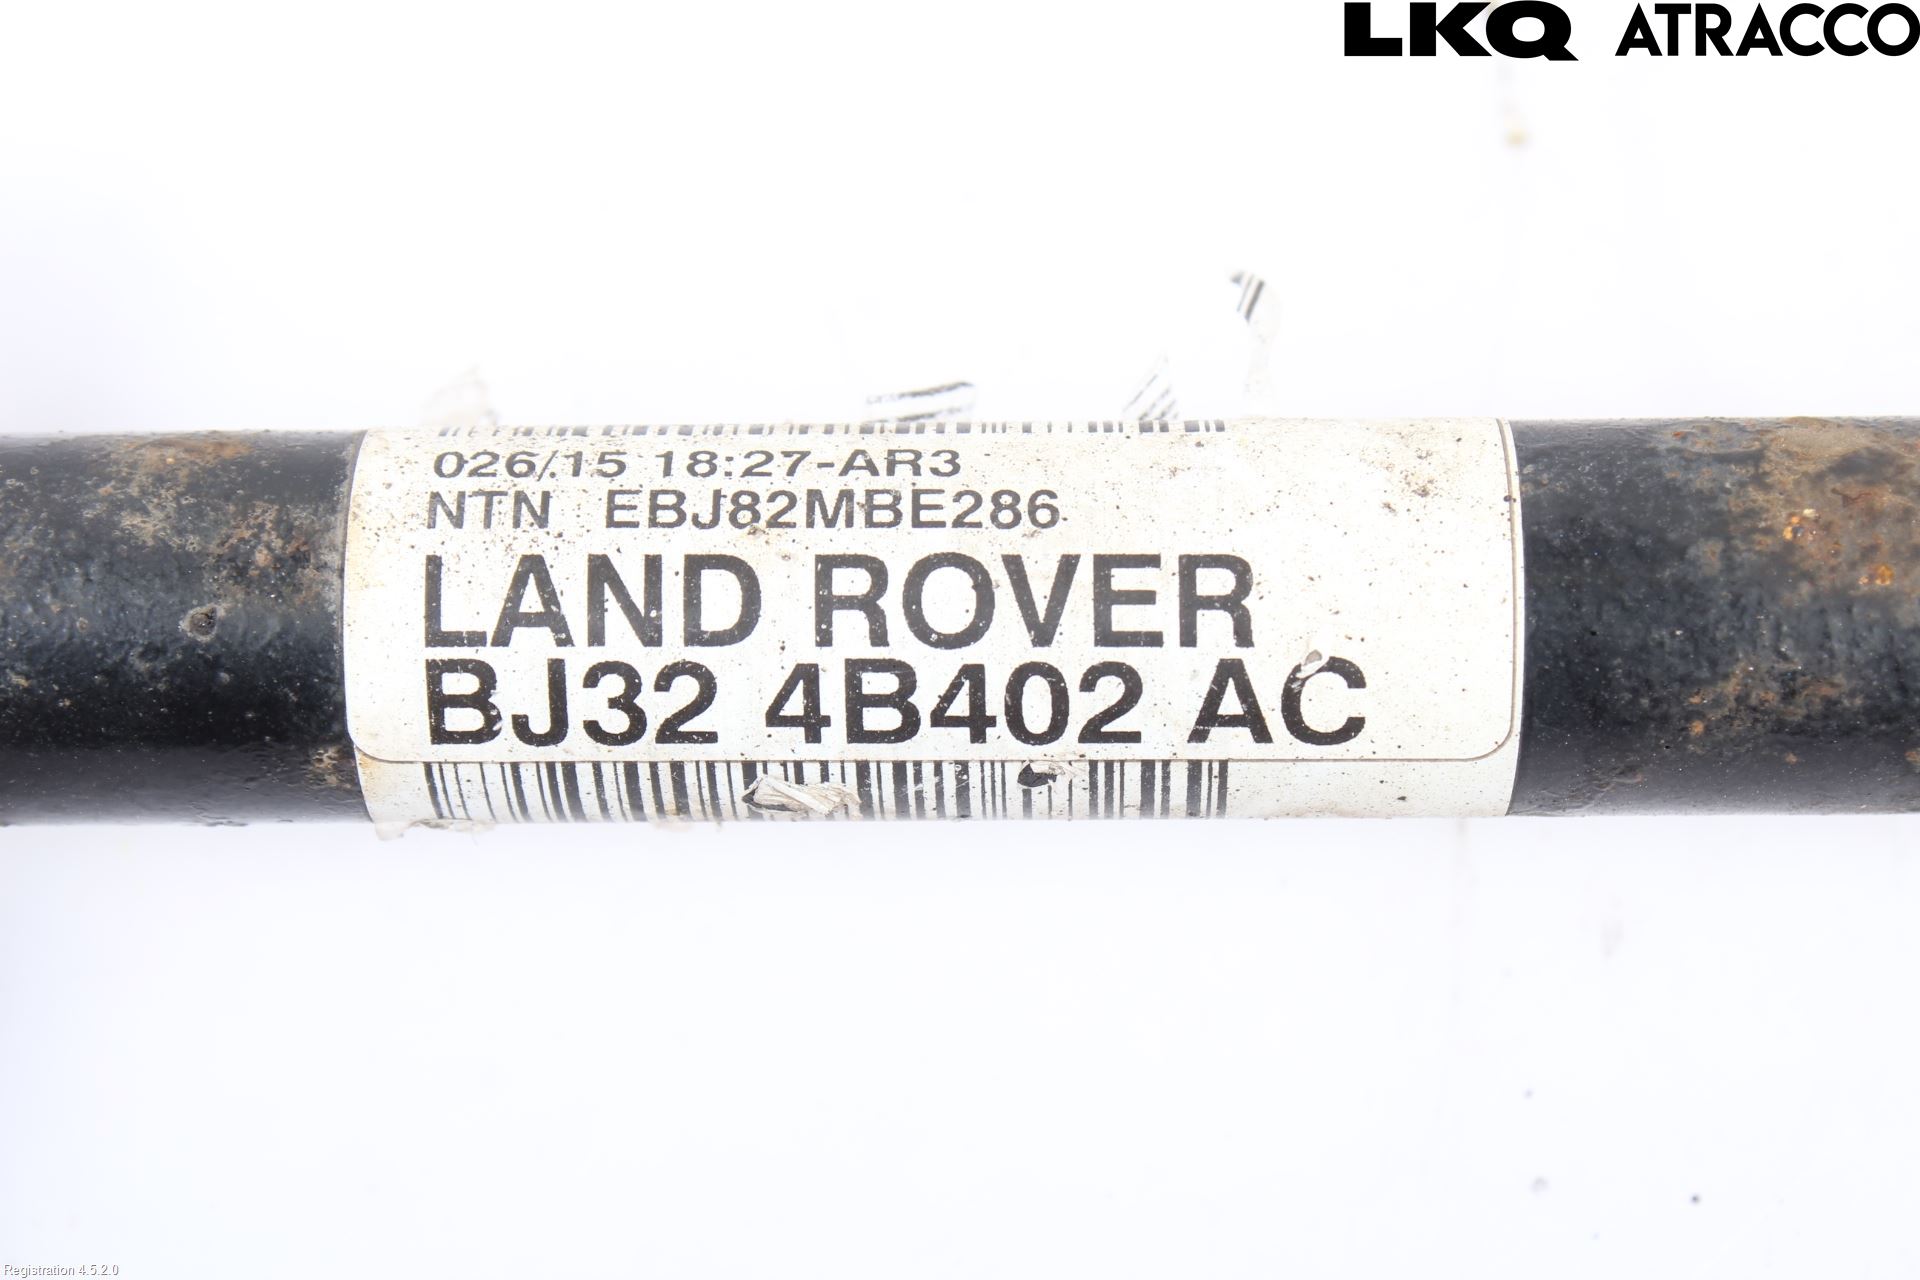 LKQ ATRACCO
026/15 18:27-AR3
NTN EBJ82MBE286
LAND ROVER
BJ32 4B402 AC
Registration 4.5.2.0